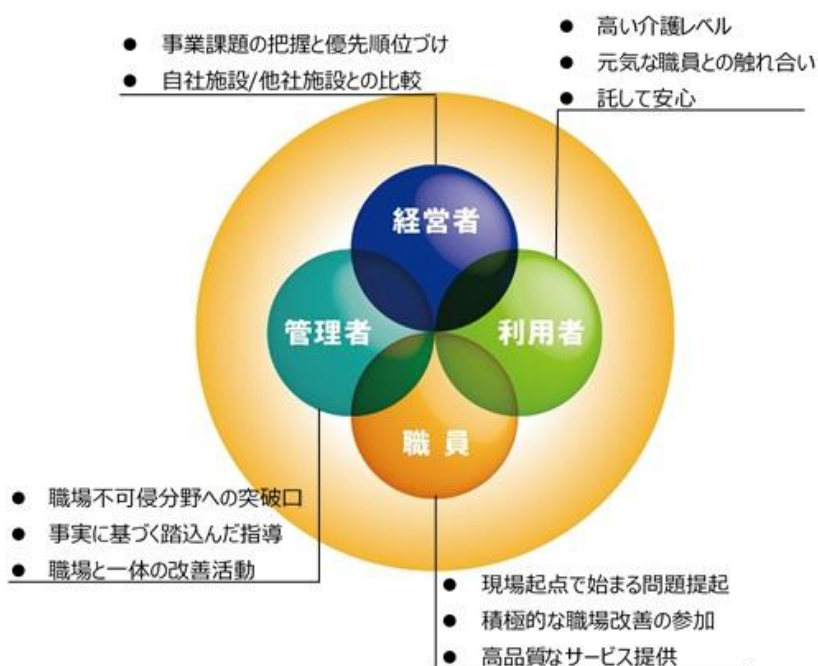 ● 事業課題の把握と優先順位づけ
● 自社施設/他社施設との比較
● 高い介護レベル
● 元気な職員との触れ合い
● 託して安心
経営者
管理者
利用者
職 員
● 職場不可侵分野への突破口
● 事実に基づく踏込んだ指導
● 職場と一体の改善活動
● 現場起点で始まる問題提起
● 積極的な職場改善の参加
● 高品質なサービス提供